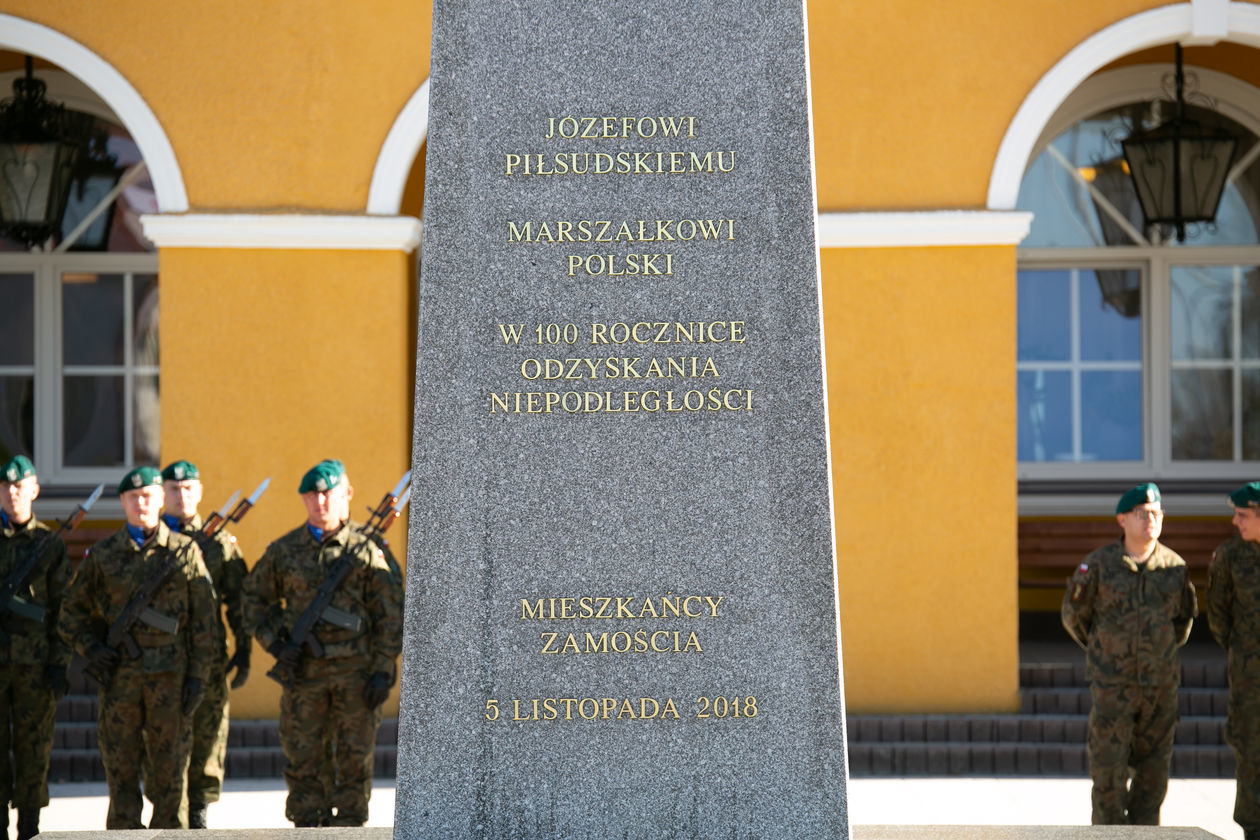 JÓZEFOWI
PIŁSUDSKIEMU
MARSZAŁKOWI
POLSKI
W 100 ROCZNICE
ODZYSKANIA
NIEPODLEGŁOŚCI
MIESZKAŃCY
ZAMOŚCIA
5 LISTOPADA 2018